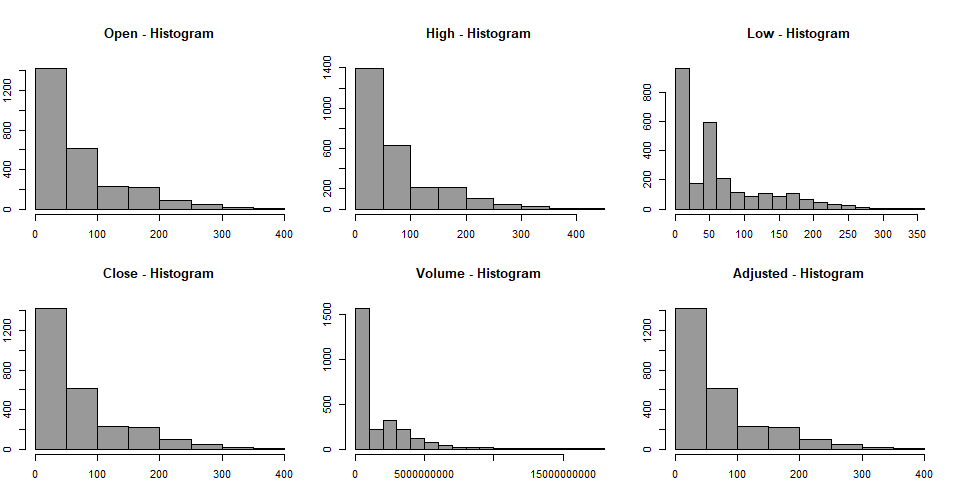 Open - Histogram
0 400 800 1200
0 100 200 300 400
High - Histogram
0 200 600 1000 1400
0 100 200 300 400
Low - Histogram
0 200 400 600 800
0 50 100 150 200 250 300 350
Close - Histogram
0 400 800 1200
0 100 200 300 400
Volume - Histogram
0 500 1000 1500
0 5000000000 15000000000
Adjusted - Histogram
0 400 800 1200
0 100 200 300 400